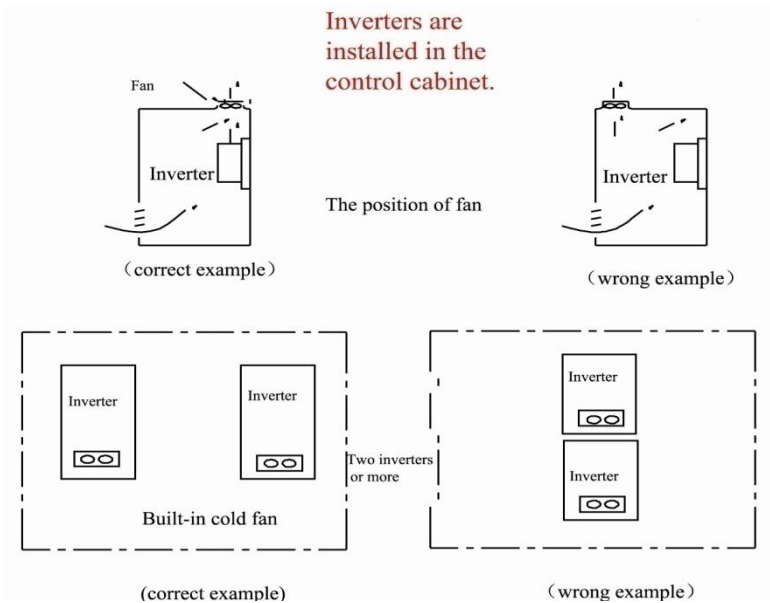 Inverters are
installed in the
control cabinet.
Fan
Inverter
Inverter
The position of fan
（correct example）
（wrong example）
Inverter
Inverter
Inverter
Two inverters
or more
Inverter
Built-in cold fan
(correct example)
（wrong example）